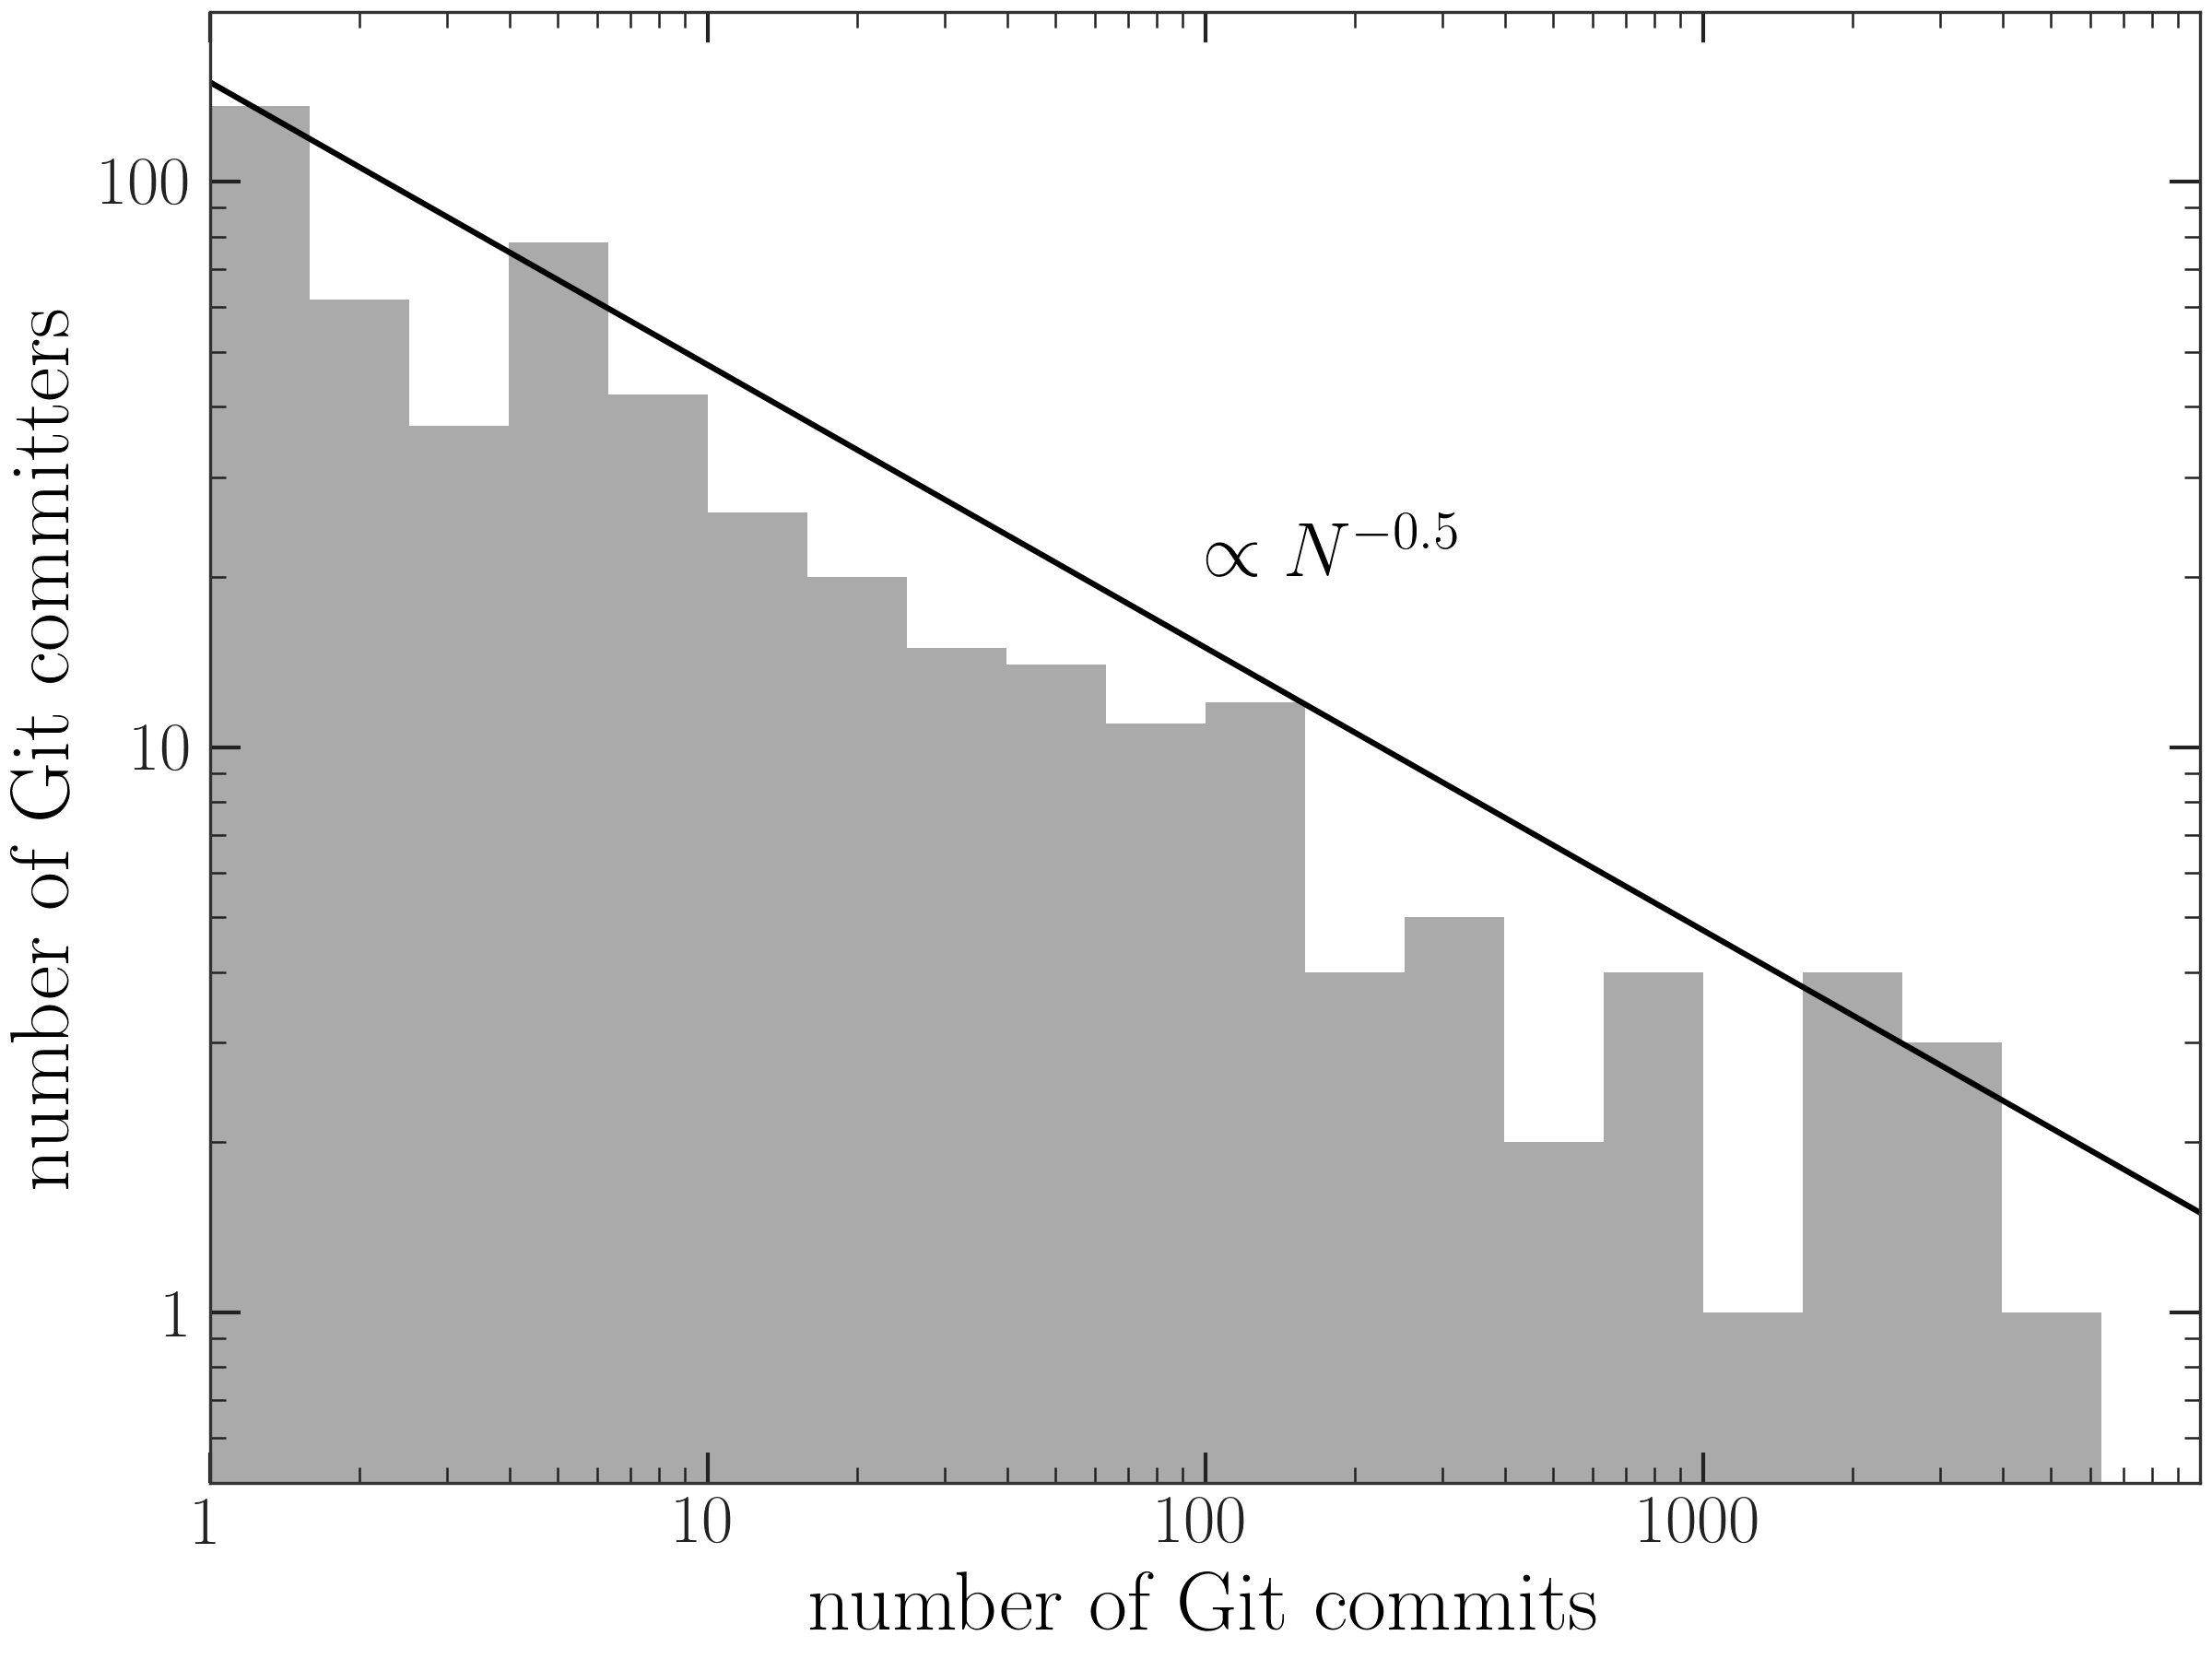 number of Git committers
100
10
1
∝ N^{-0.5}
1 10 100 1000
number of Git commits